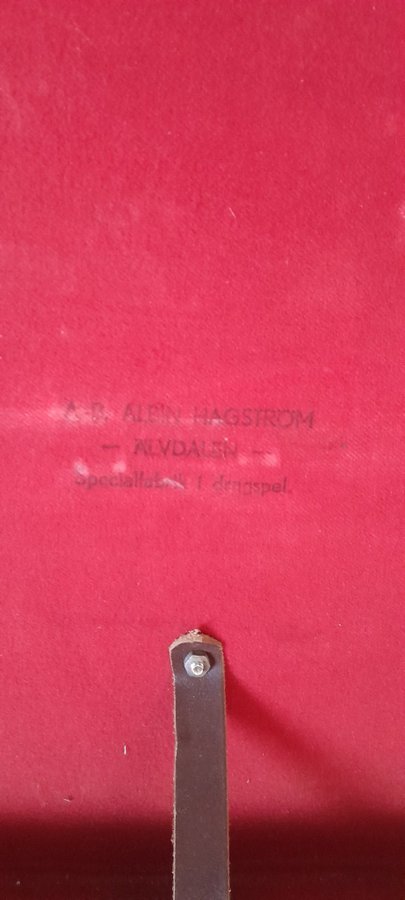 A.B. ALBIN HAGSTRÖM
— ÄLVDALEN —
Specialfabrik i dragspel.